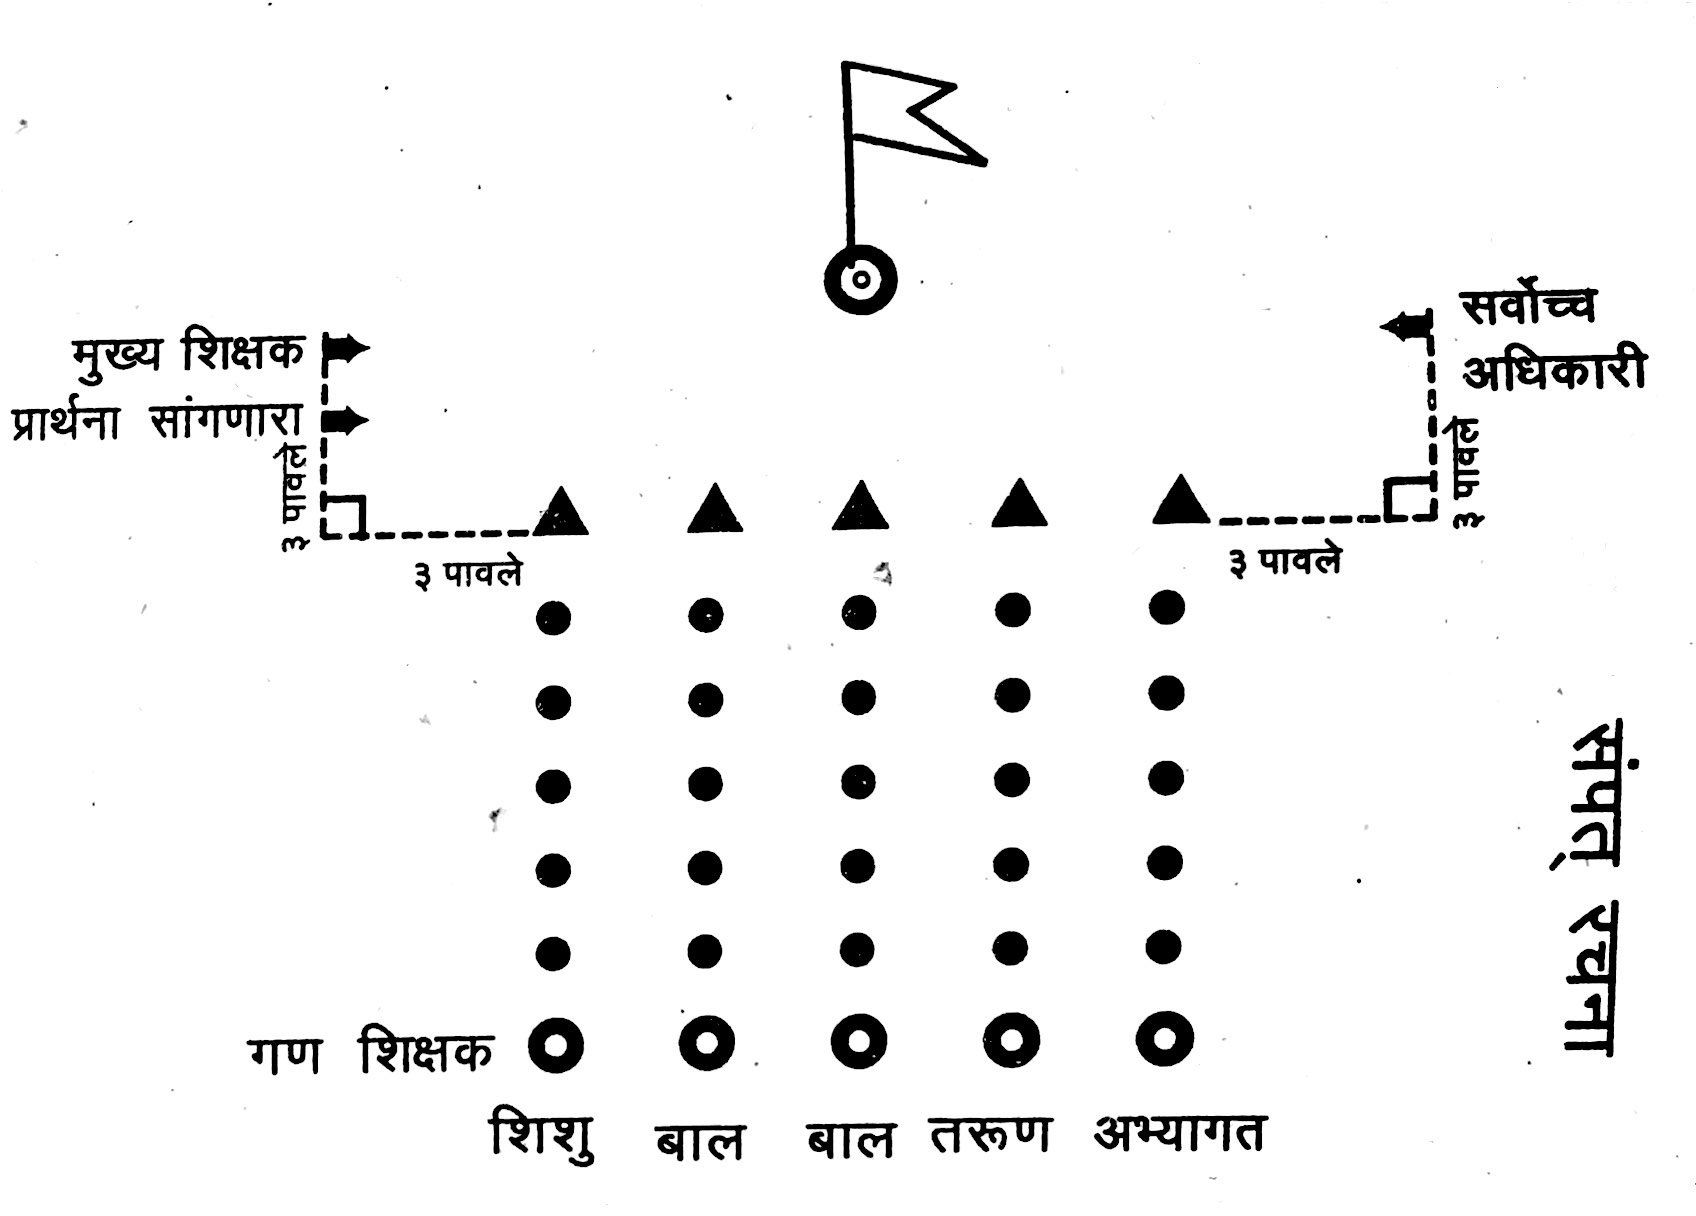 सर्वोच्च
अधिकारी
मुख्य शिक्षक
प्रार्थना सांगणारा
३ पावले
३ पावले
३ पावले
३ पावले
संपत् रचना
गण शिक्षक
शिशु बाल बाल तरूण अभ्यागत